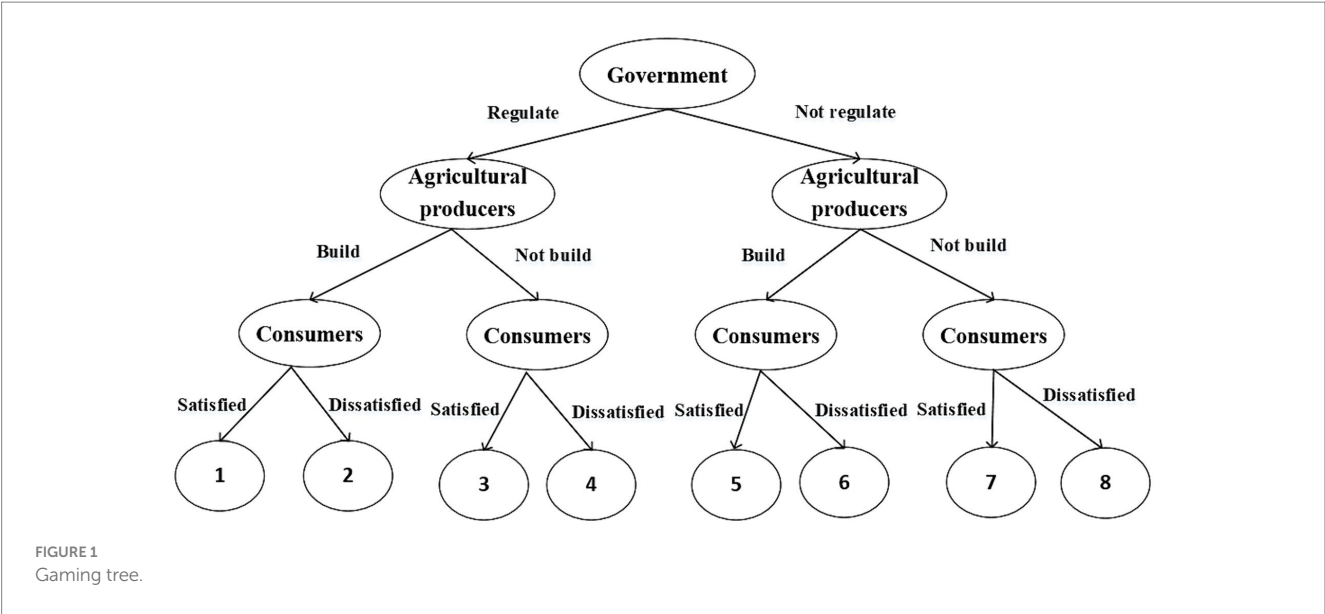 Government
Regulate
Not regulate
Agricultural
producers
Agricultural
producers
Build
Not build
Build
Not build
Consumers
Consumers
Consumers
Consumers
Satisfied
Dissatisfied
Satisfied
Dissatisfied
Satisfied
Dissatisfied
Satisfied
Dissatisfied
1
2
3
4
5
6
7
8
FIGURE 1
Gaming tree.